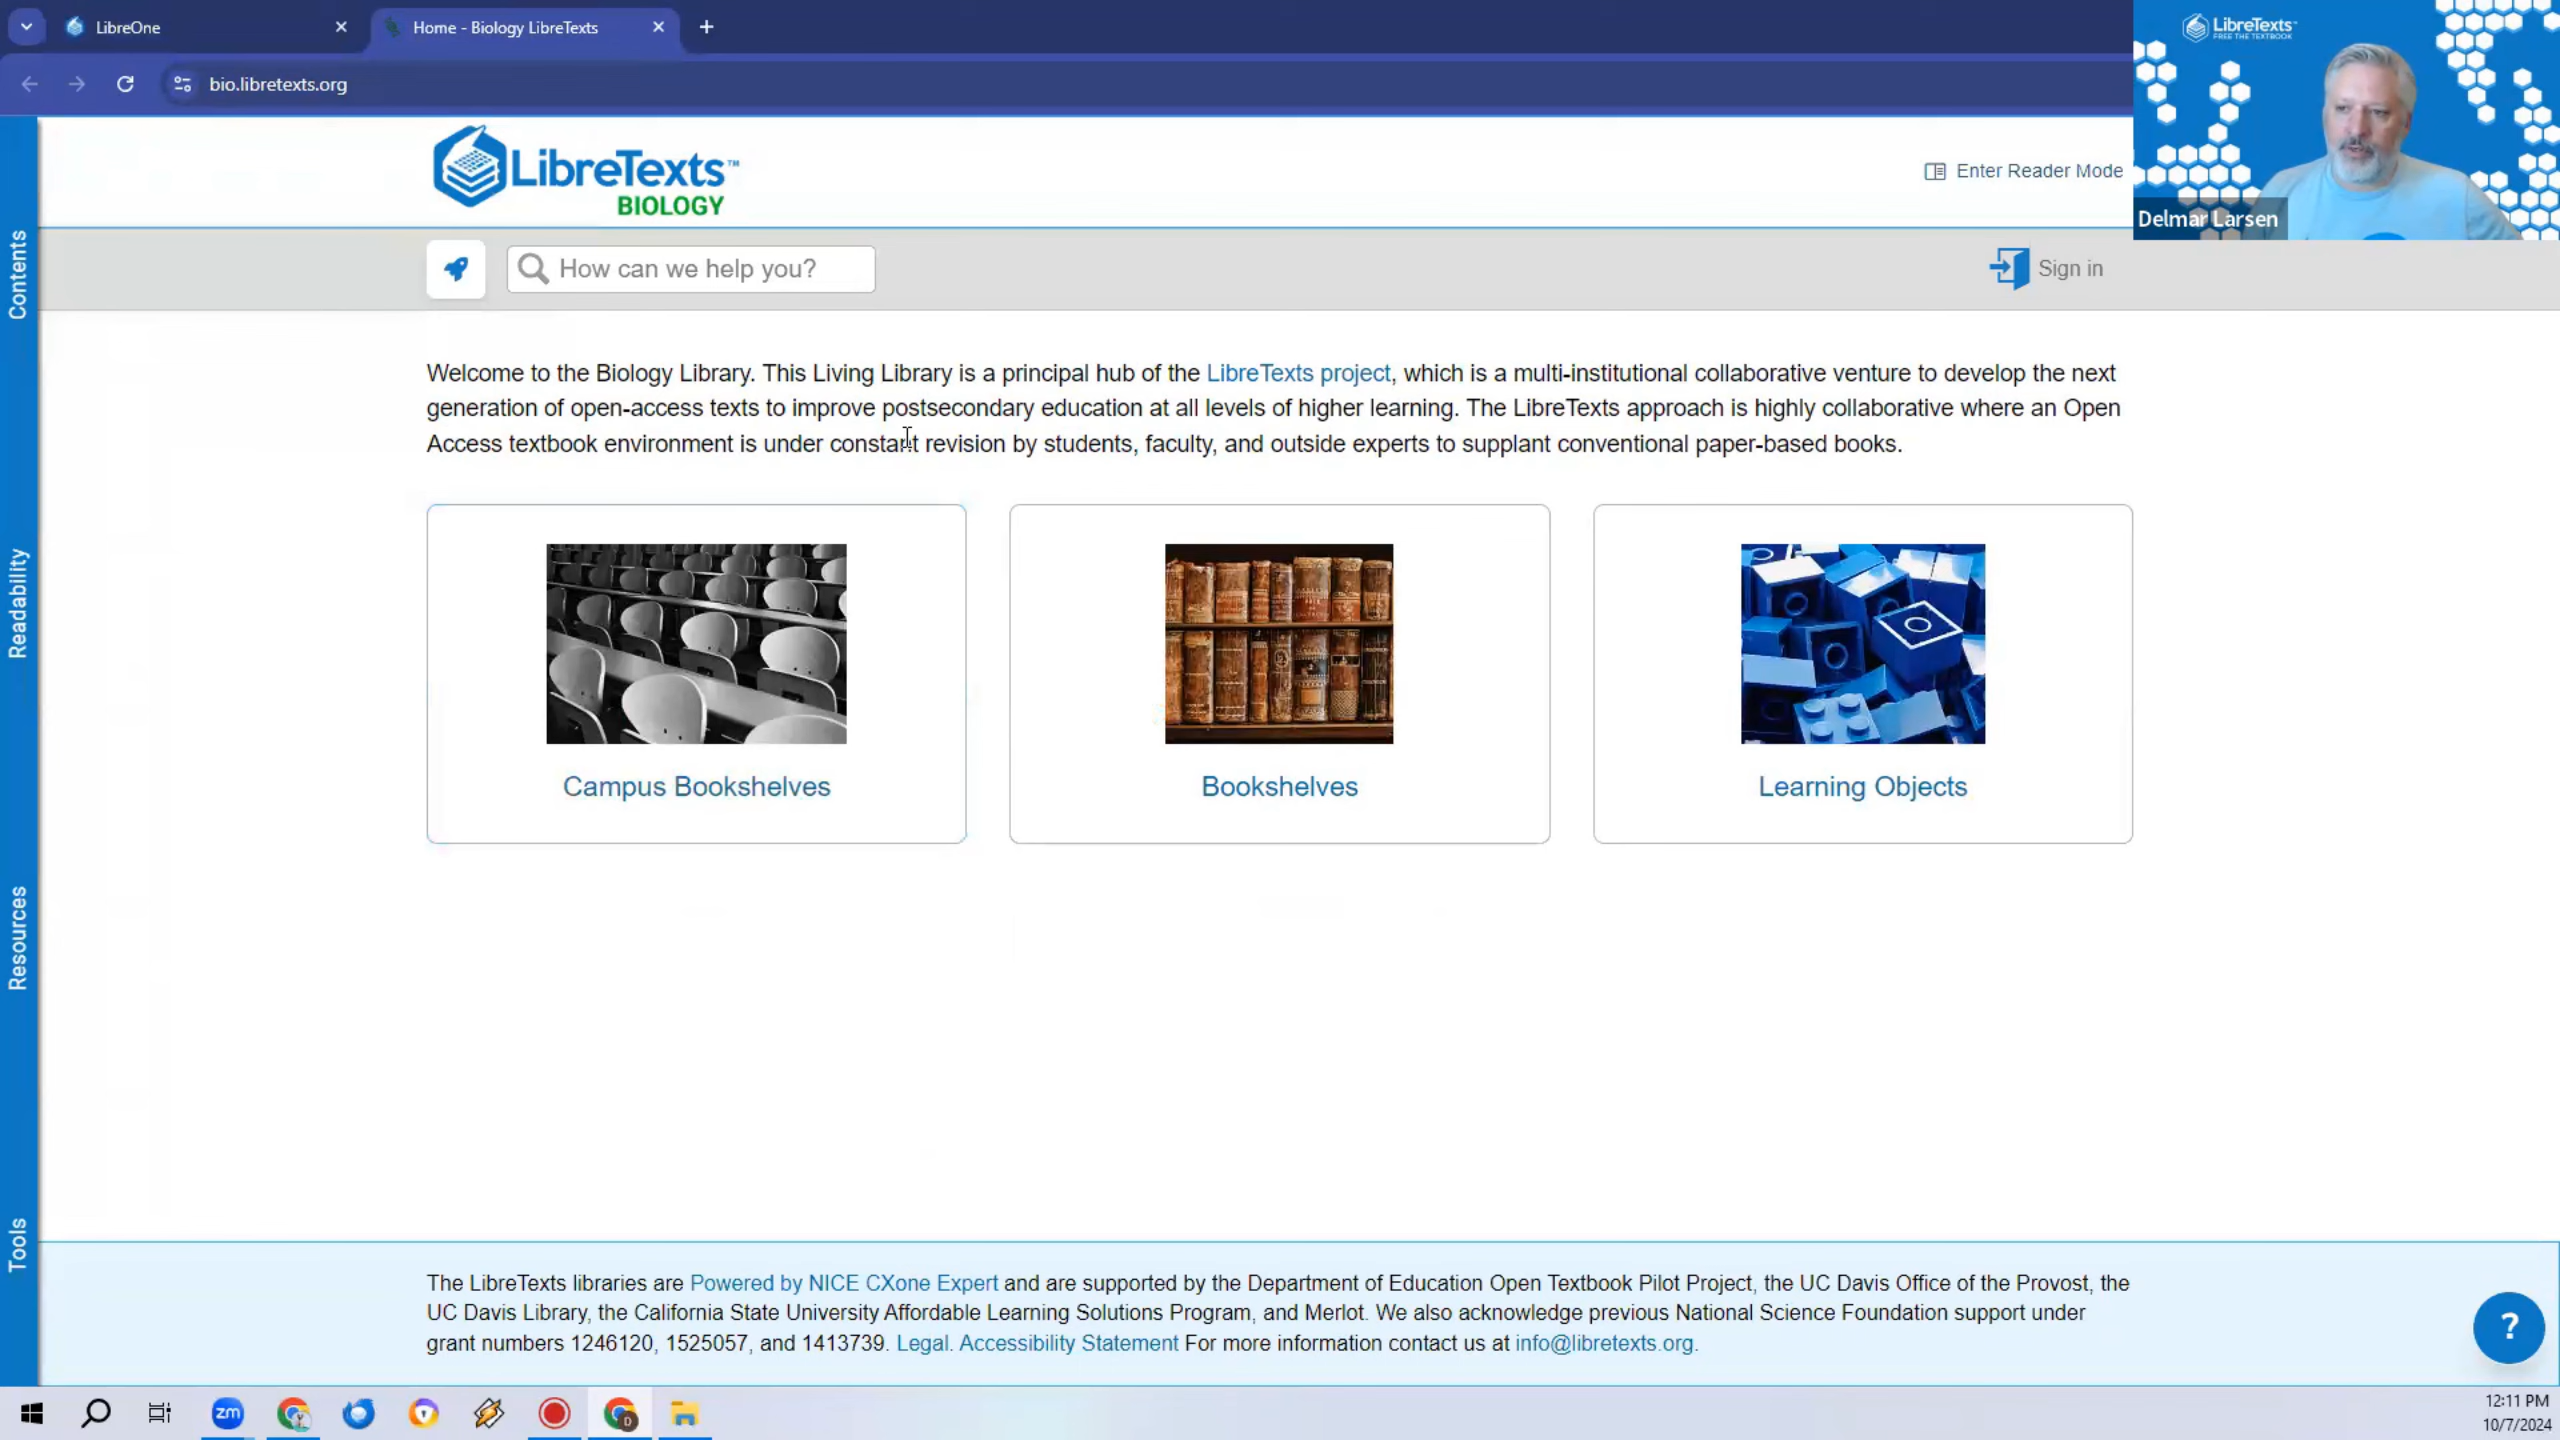 LibreOne
Home - Biology LibreTexts
bio.libretexts.org
LibreTexts
FREE THE TEXTBOOK
Delmar Larsen
LibreTexts™
BIOLOGY
Enter Reader Mode
How can we help you?
Sign in
Contents
Readability
Resources
Tools
Welcome to the Biology Library. This Living Library is a principal hub of the LibreTexts project, which is a multi-institutional collaborative venture to develop the next
generation of open-access texts to improve postsecondary education at all levels of higher learning. The LibreTexts approach is highly collaborative where an Open
Access textbook environment is under constant revision by students, faculty, and outside experts to supplant conventional paper-based books.
Campus Bookshelves
Bookshelves
Learning Objects
The LibreTexts libraries are Powered by NICE CXone Expert and are supported by the Department of Education Open Textbook Pilot Project, the UC Davis Office of the Provost, the
UC Davis Library, the California State University Affordable Learning Solutions Program, and Merlot. We also acknowledge previous National Science Foundation support under
grant numbers 1246120, 1525057, and 1413739. Legal. Accessibility Statement For more information contact us at info@libretexts.org.
?
zm
D
12:11 PM
10/7/2024